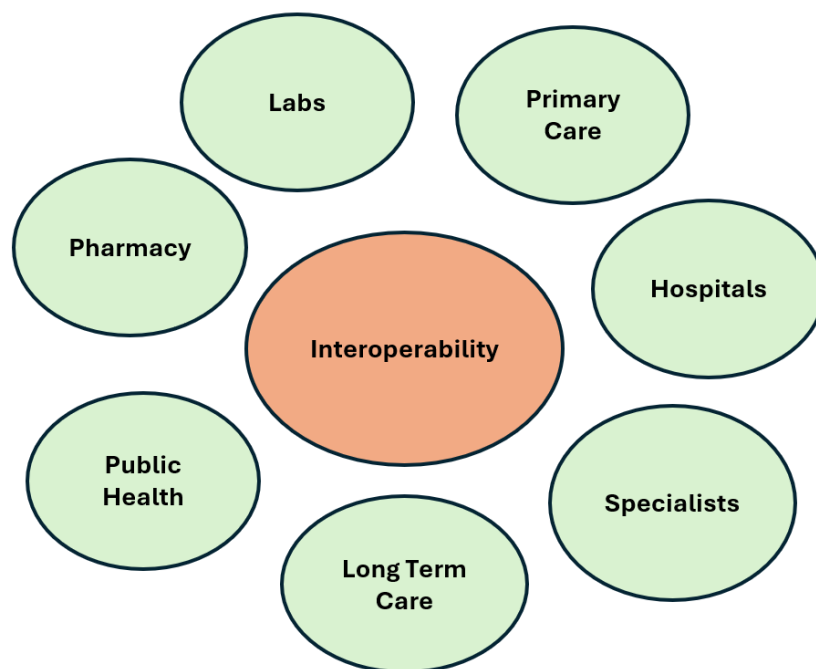 Labs
Primary
Care
Pharmacy
Hospitals
Interoperability
Public
Health
Specialists
Long Term
Care